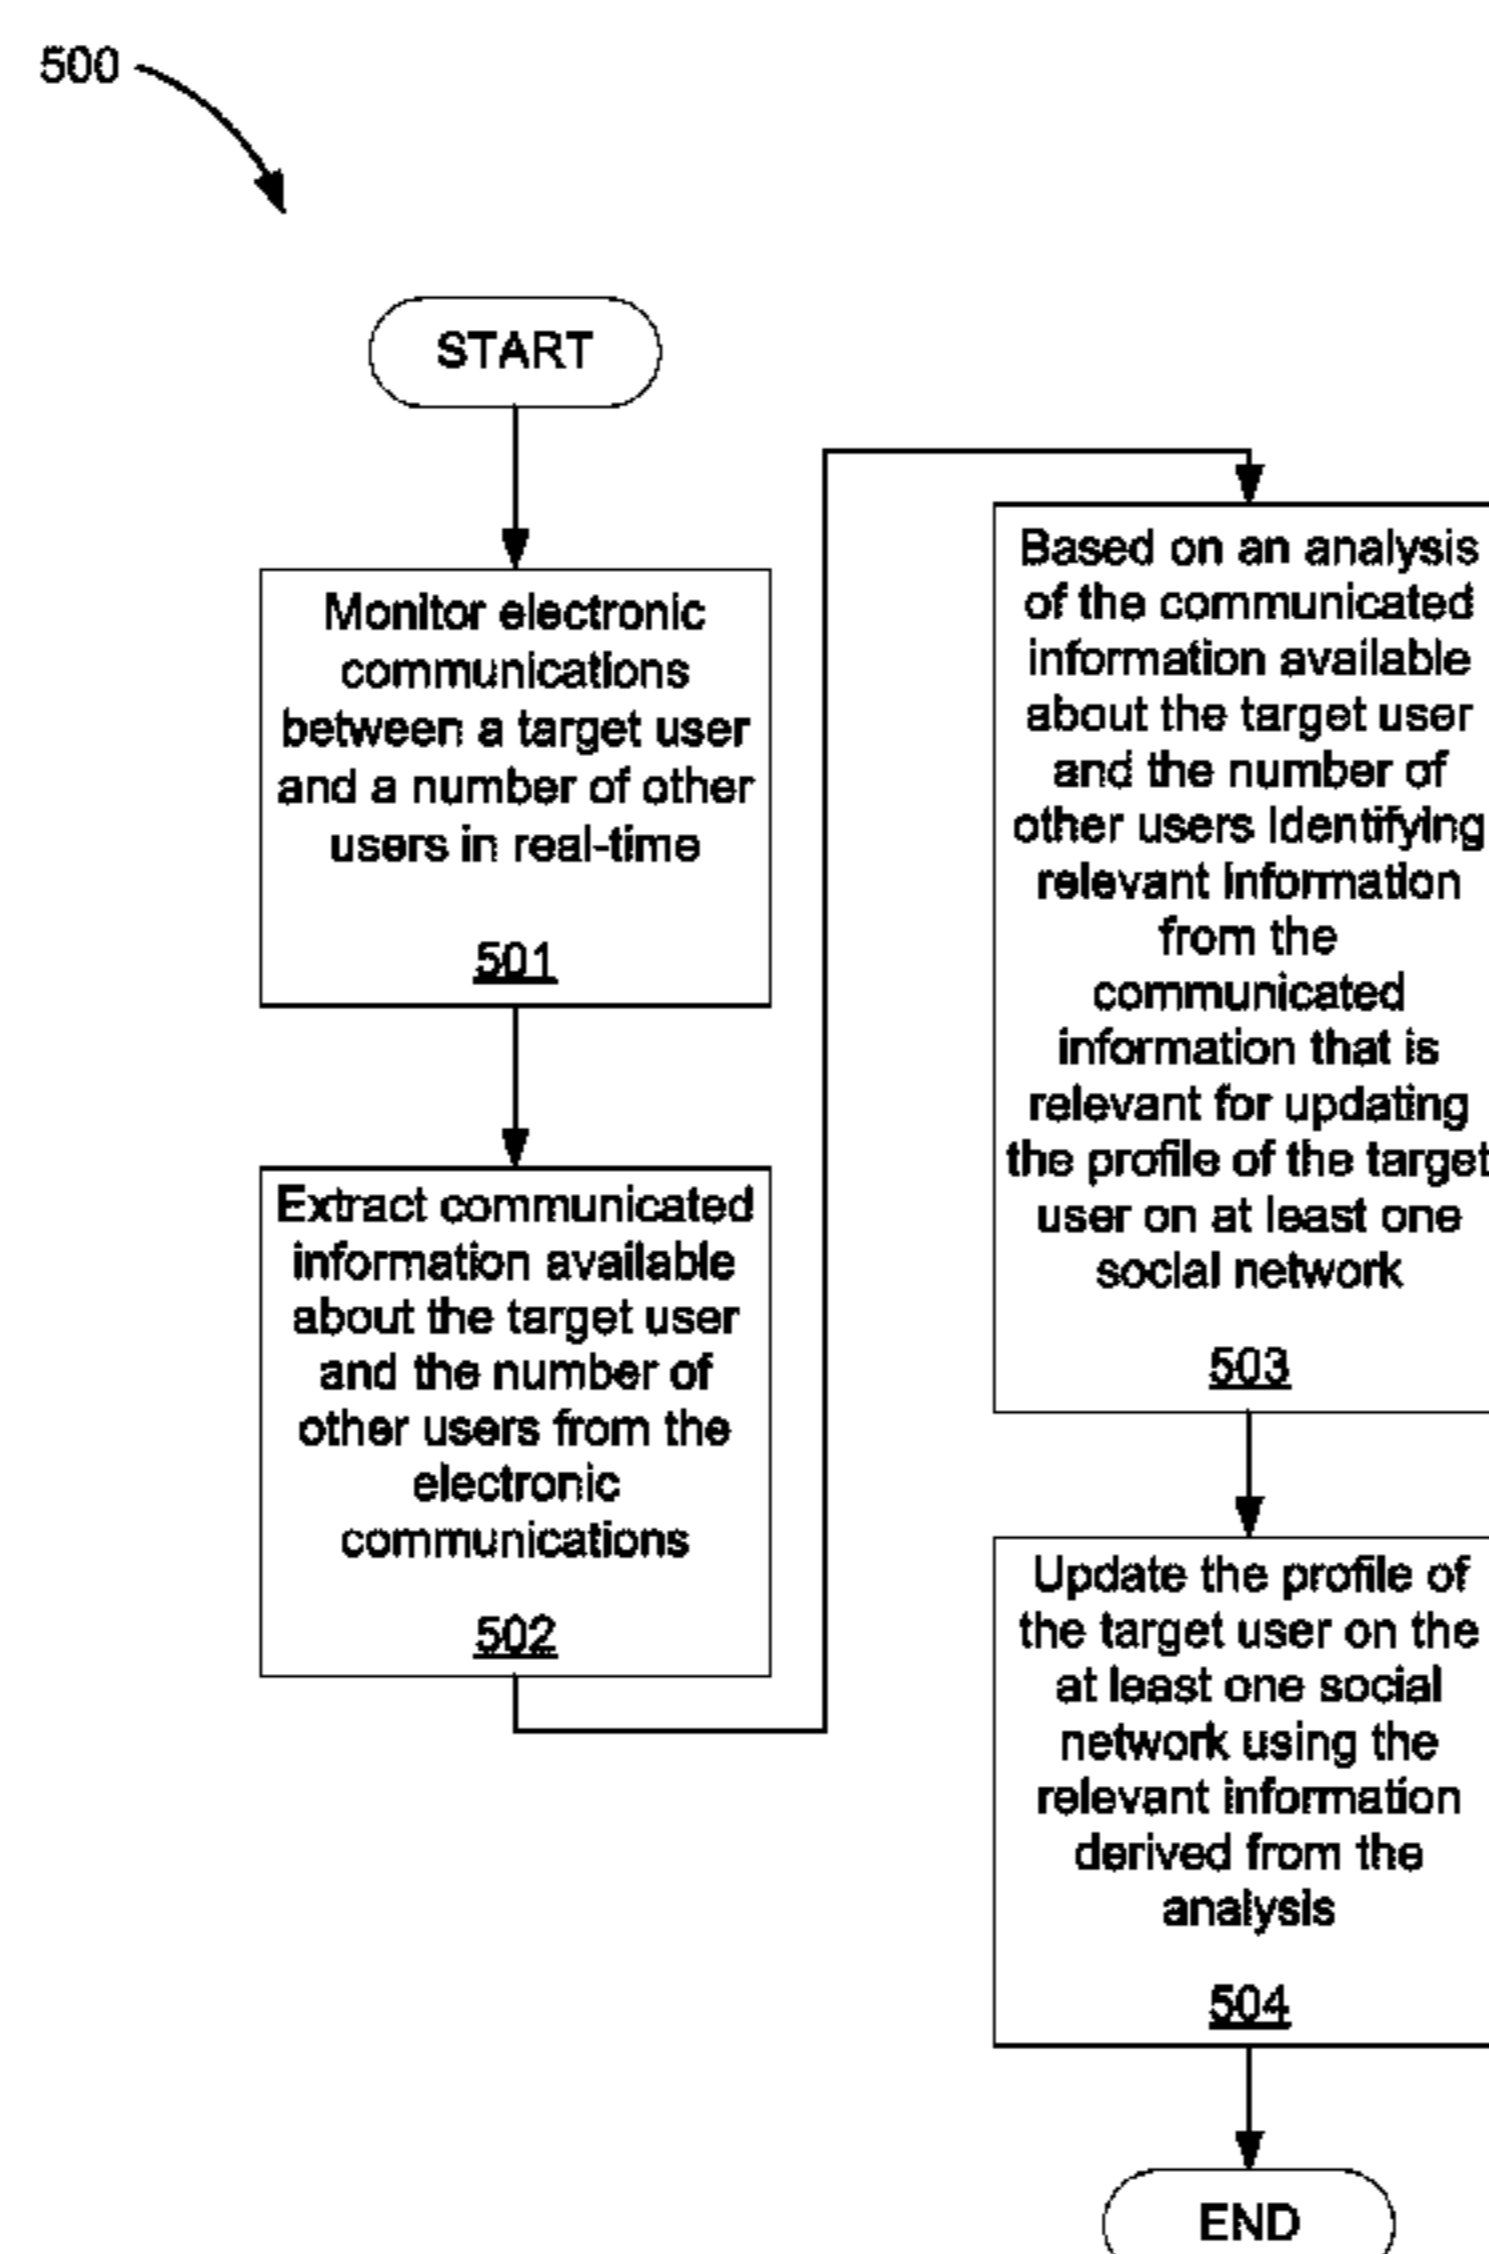 500
START
Monitor electronic
communications
between a target user
and a number of other
users in real-time
501
Extract communicated
information available
about the target user
and the number of
other users from the
electronic
communications
502
Based on an analysis
of the communicated
information available
about the target user
and the number of
other users identifying
relevant information
from the
communicated
information that is
relevant for updating
the profile of the target
user on at least one
social network
503
Update the profile of
the target user on the
at least one social
network using the
relevant information
derived from the
analysis
504
END